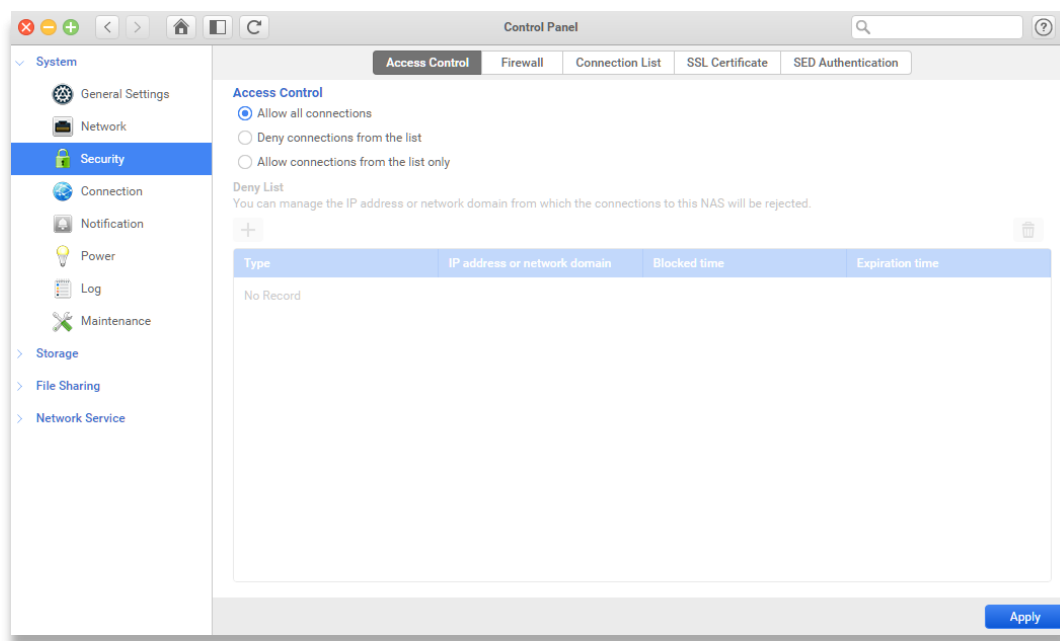 Control Panel
?
System
General Settings
Network
Security
Connection
Notification
Power
Log
Maintenance
Storage
File Sharing
Network Service
Access Control Firewall Connection List SSL Certificate SED Authentication
Access Control
Allow all connections
Deny connections from the list
Allow connections from the list only
Deny List
You can manage the IP address or network domain from which the connections to this NAS will be rejected.
Type IP address or network domain Blocked time Expiration time
No Record
Apply